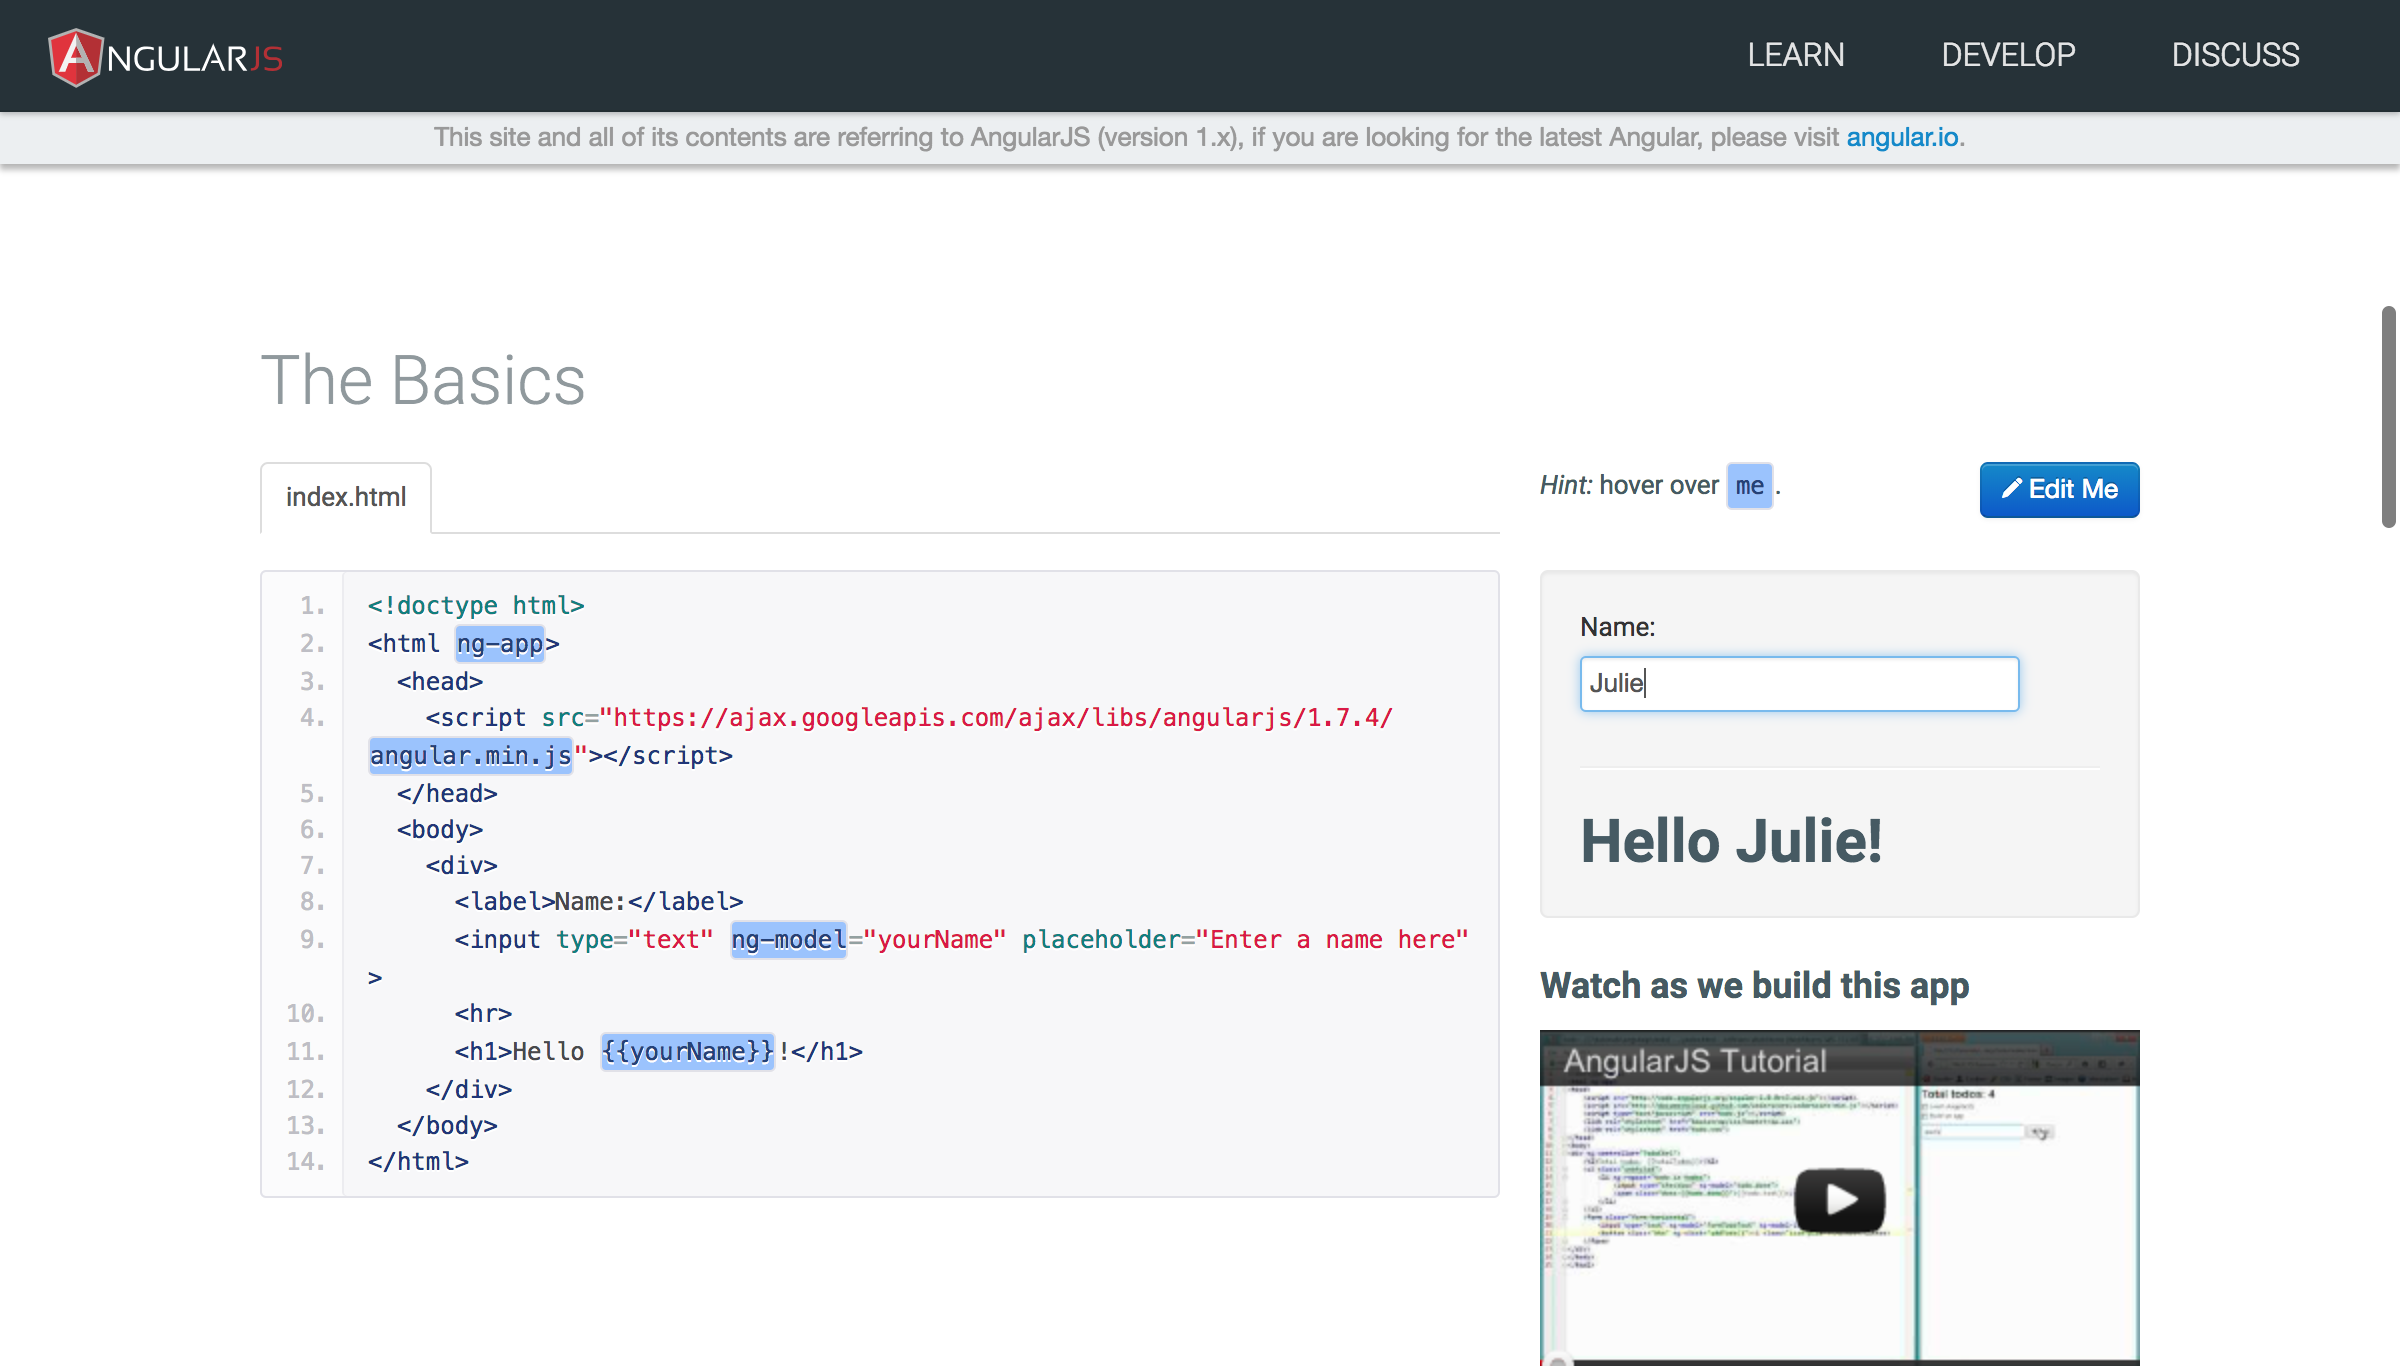 ANGULARJS
LEARN DEVELOP DISCUSS
This site and all of its contents are referring to AngularJS (version 1.x), if you are looking for the latest Angular, please visit angular.io.
The Basics
index.html
Hint: hover over me .
Edit Me
1. <!doctype html>
2. <html ng-app>
3. <head>
4. <script src="https://ajax.googleapis.com/ajax/libs/angularjs/1.7.4/
angular.min.js"></script>
5. </head>
6. <body>
7. <div>
8. <label>Name:</label>
9. <input type="text" ng-model="yourName" placeholder="Enter a name here"
>
10. <hr>
11. <h1>Hello {{yourName}}!</h1>
12. </div>
13. </body>
14. </html>
Name:
Julie
Hello Julie!
Watch as we build this app
AngularJS Tutorial
Total todos: 4